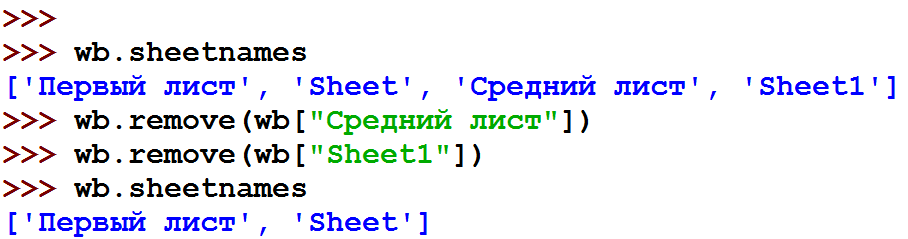 >>>
>>> wb.sheetnames
['Первый лист', 'Sheet', 'Средний лист', 'Sheet1']
>>> wb.remove(wb["Средний лист"])
>>> wb.remove(wb["Sheet1"])
>>> wb.sheetnames
['Первый лист', 'Sheet']